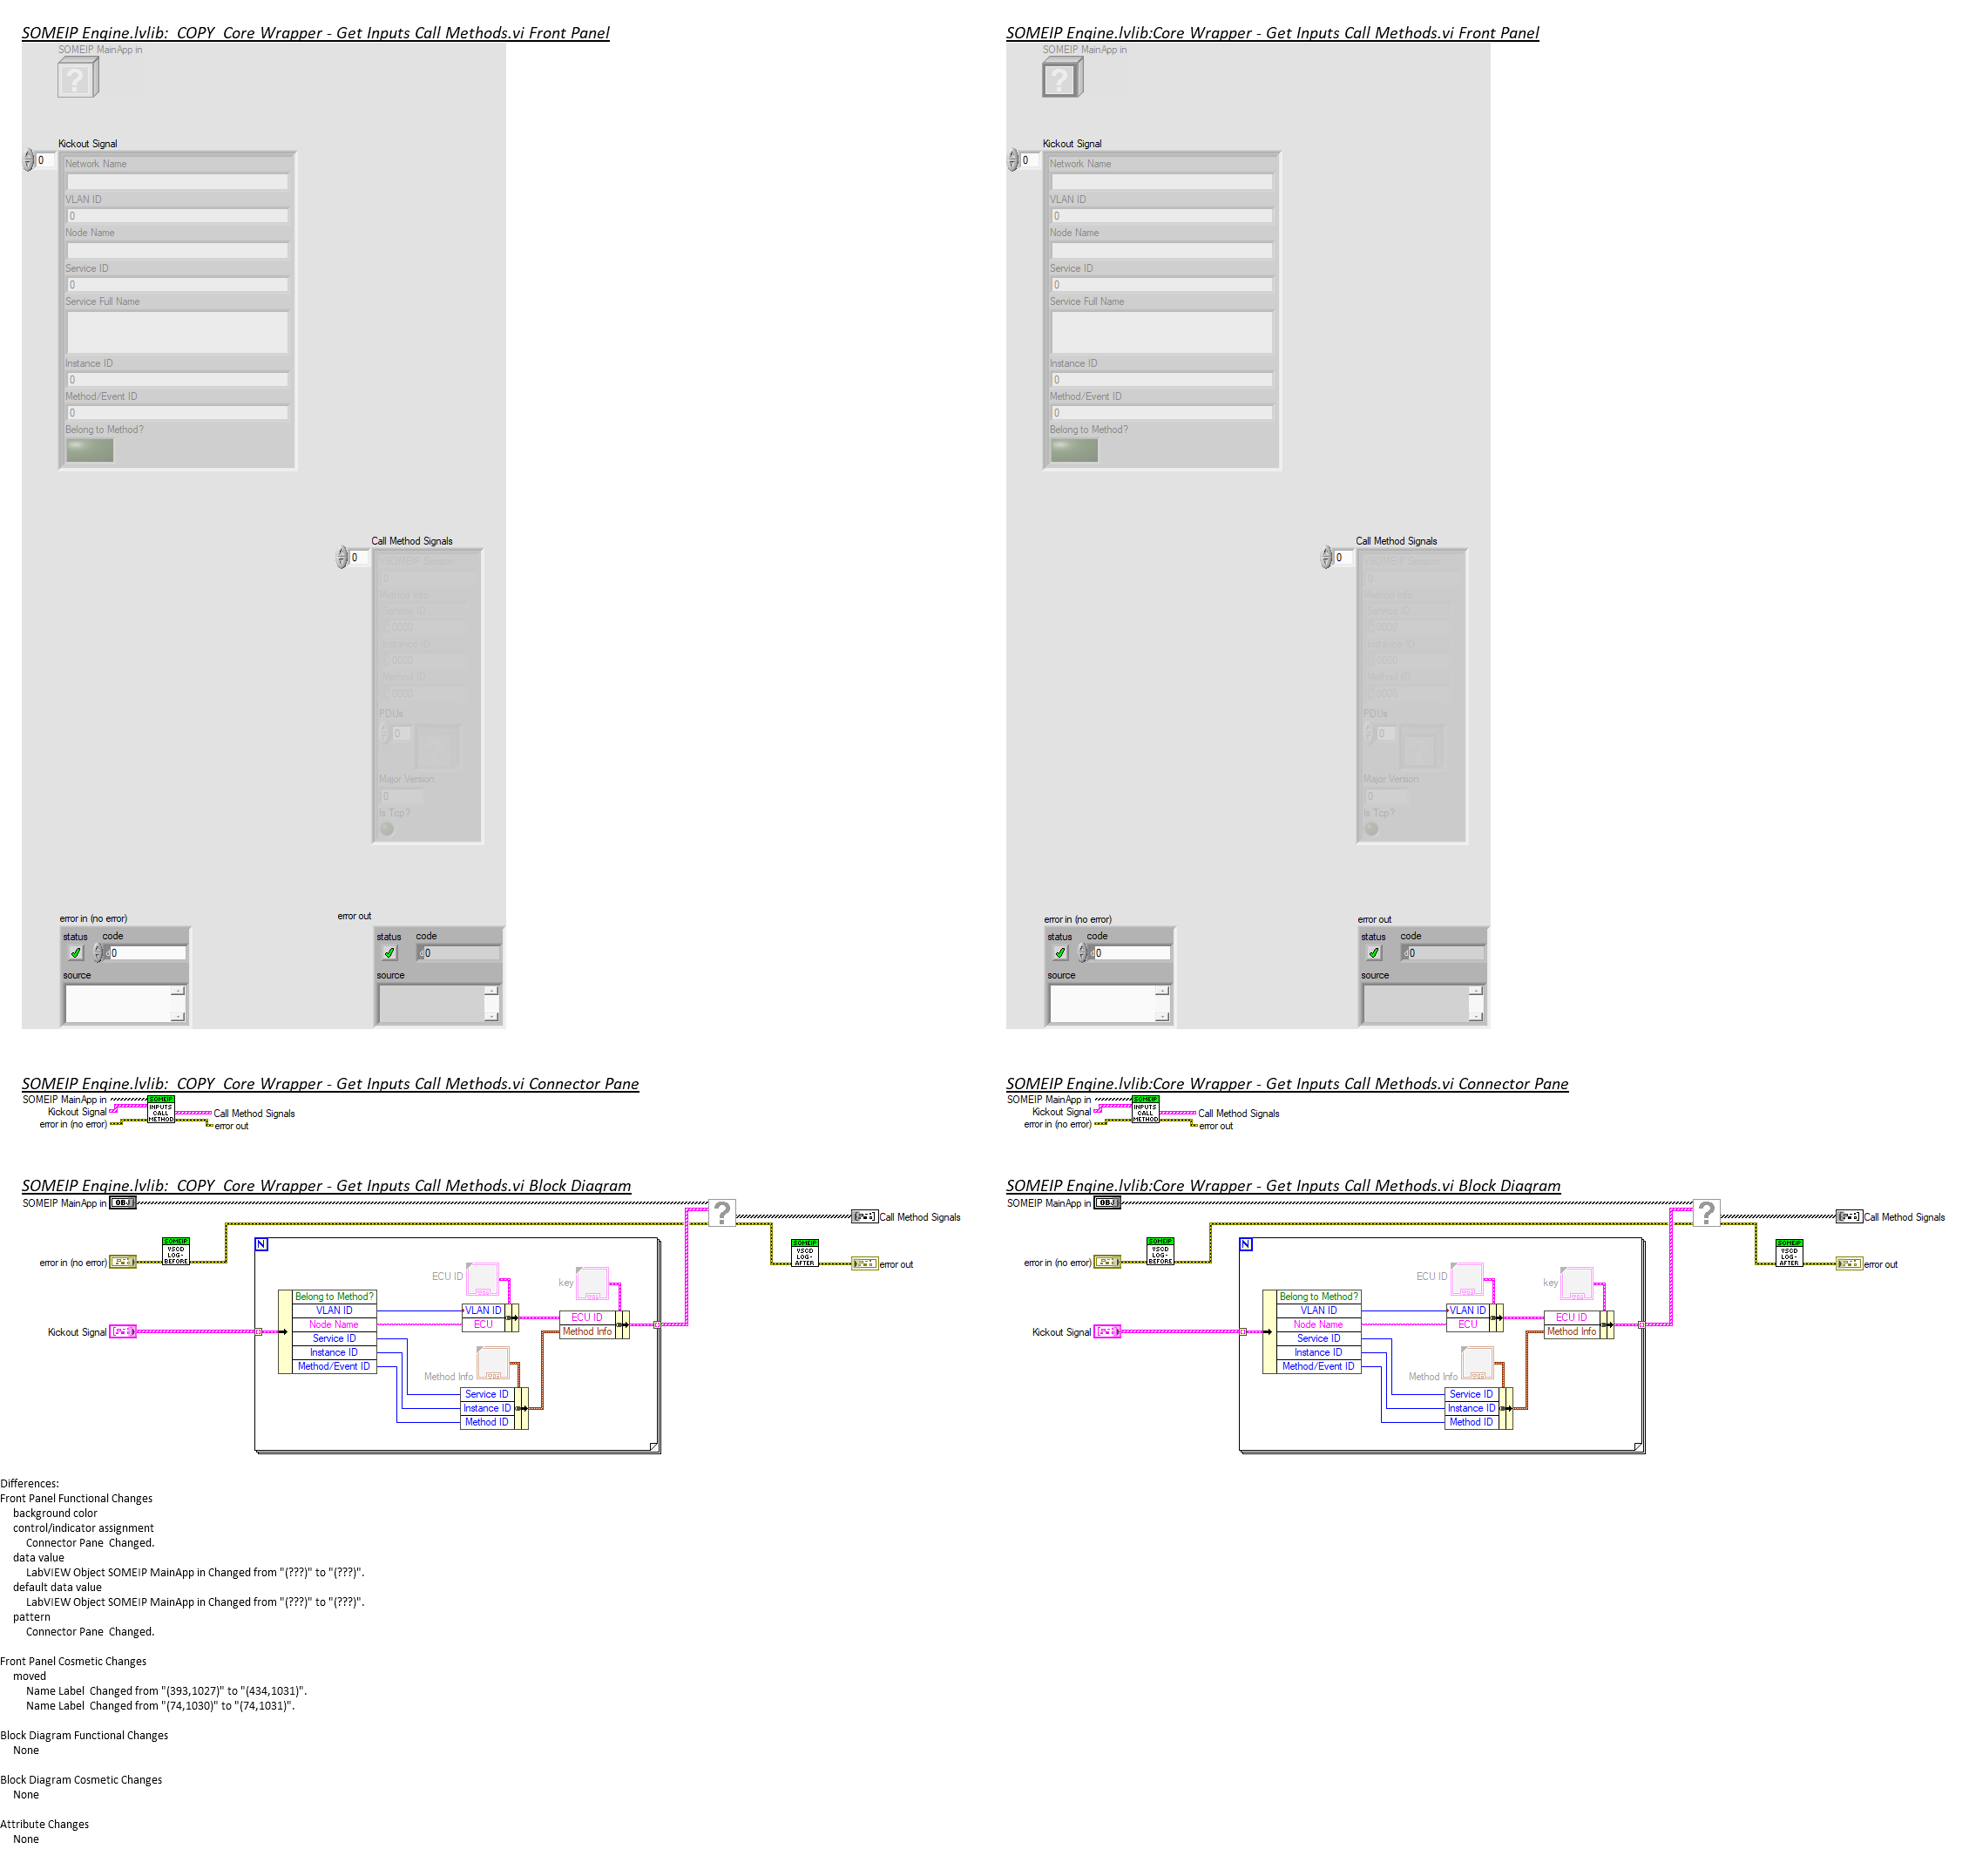 SOMEIP Engine.lvlib:  COPY  Core Wrapper - Get Inputs Call Methods.vi Front Panel
SOMEIP MainApp in
?
Kickout Signal
0
Network Name
VLAN ID
0
Node Name
Service ID
0
Service Full Name
Instance ID
0
Method/Event ID
0
Belong to Method?
Call Method Signals
0
0
Method Info
Service ID
0000
Instance ID
0000
Method ID
0000
PDUs
0
Major Version
0
Is Tcp?
error in (no error)
status code
0
source
error out
status code
0
source
SOMEIP Engine.lvlib:Core Wrapper - Get Inputs Call Methods.vi Front Panel
SOMEIP MainApp in
?
Kickout Signal
0
Network Name
VLAN ID
0
Node Name
Service ID
0
Service Full Name
Instance ID
0
Method/Event ID
0
Belong to Method?
Call Method Signals
0
0
Method Info
Service ID
0000
Instance ID
0000
Method ID
0000
PDUs
0
Major Version
0
Is Tcp?
error in (no error)
status code
0
source
error out
status code
0
source
SOMEIP Engine.lvlib:  COPY  Core Wrapper - Get Inputs Call Methods.vi Connector Pane
SOMEIP MainApp in
Kickout Signal
error in (no error)
SOMEIP
INPUTS
CALL
METHOD
Call Method Signals
error out
SOMEIP Engine.lvlib:Core Wrapper - Get Inputs Call Methods.vi Connector Pane
SOMEIP MainApp in
Kickout Signal
error in (no error)
SOMEIP
INPUTS
CALL
METHOD
Call Method Signals
error out
SOMEIP Engine.lvlib:  COPY  Core Wrapper - Get Inputs Call Methods.vi Block Diagram
SOMEIP MainApp in
OBJ
?
Call Method Signals
error in (no error)
SOMEIP
VSCD
LOG-
BEFORE
N
SOMEIP
VSCD
LOG-
AFTER
error out
ECU ID
key
Kickout Signal
Belong to Method?
VLAN ID
Node Name
Service ID
Instance ID
Method/Event ID
VLAN ID
ECU
ECU ID
Method Info
Method Info
Service ID
Instance ID
Method ID
SOMEIP Engine.lvlib:Core Wrapper - Get Inputs Call Methods.vi Block Diagram
SOMEIP MainApp in
OBJ
?
Call Method Signals
error in (no error)
SOMEIP
VSCD
LOG-
BEFORE
N
SOMEIP
VSCD
LOG-
AFTER
error out
ECU ID
key
Kickout Signal
Belong to Method?
VLAN ID
Node Name
Service ID
Instance ID
Method/Event ID
VLAN ID
ECU
ECU ID
Method Info
Method Info
Service ID
Instance ID
Method ID
Differences:
Front Panel Functional Changes
background color
control/indicator assignment
Connector Pane  Changed.
data value
LabVIEW Object SOMEIP MainApp in Changed from "(???)" to "(???)".
default data value
LabVIEW Object SOMEIP MainApp in Changed from "(???)" to "(???)".
pattern
Connector Pane  Changed.
Front Panel Cosmetic Changes
moved
Name Label  Changed from "(393,1027)" to "(434,1031)".
Name Label  Changed from "(74,1030)" to "(74,1031)".
Block Diagram Functional Changes
None
Block Diagram Cosmetic Changes
None
Attribute Changes
None